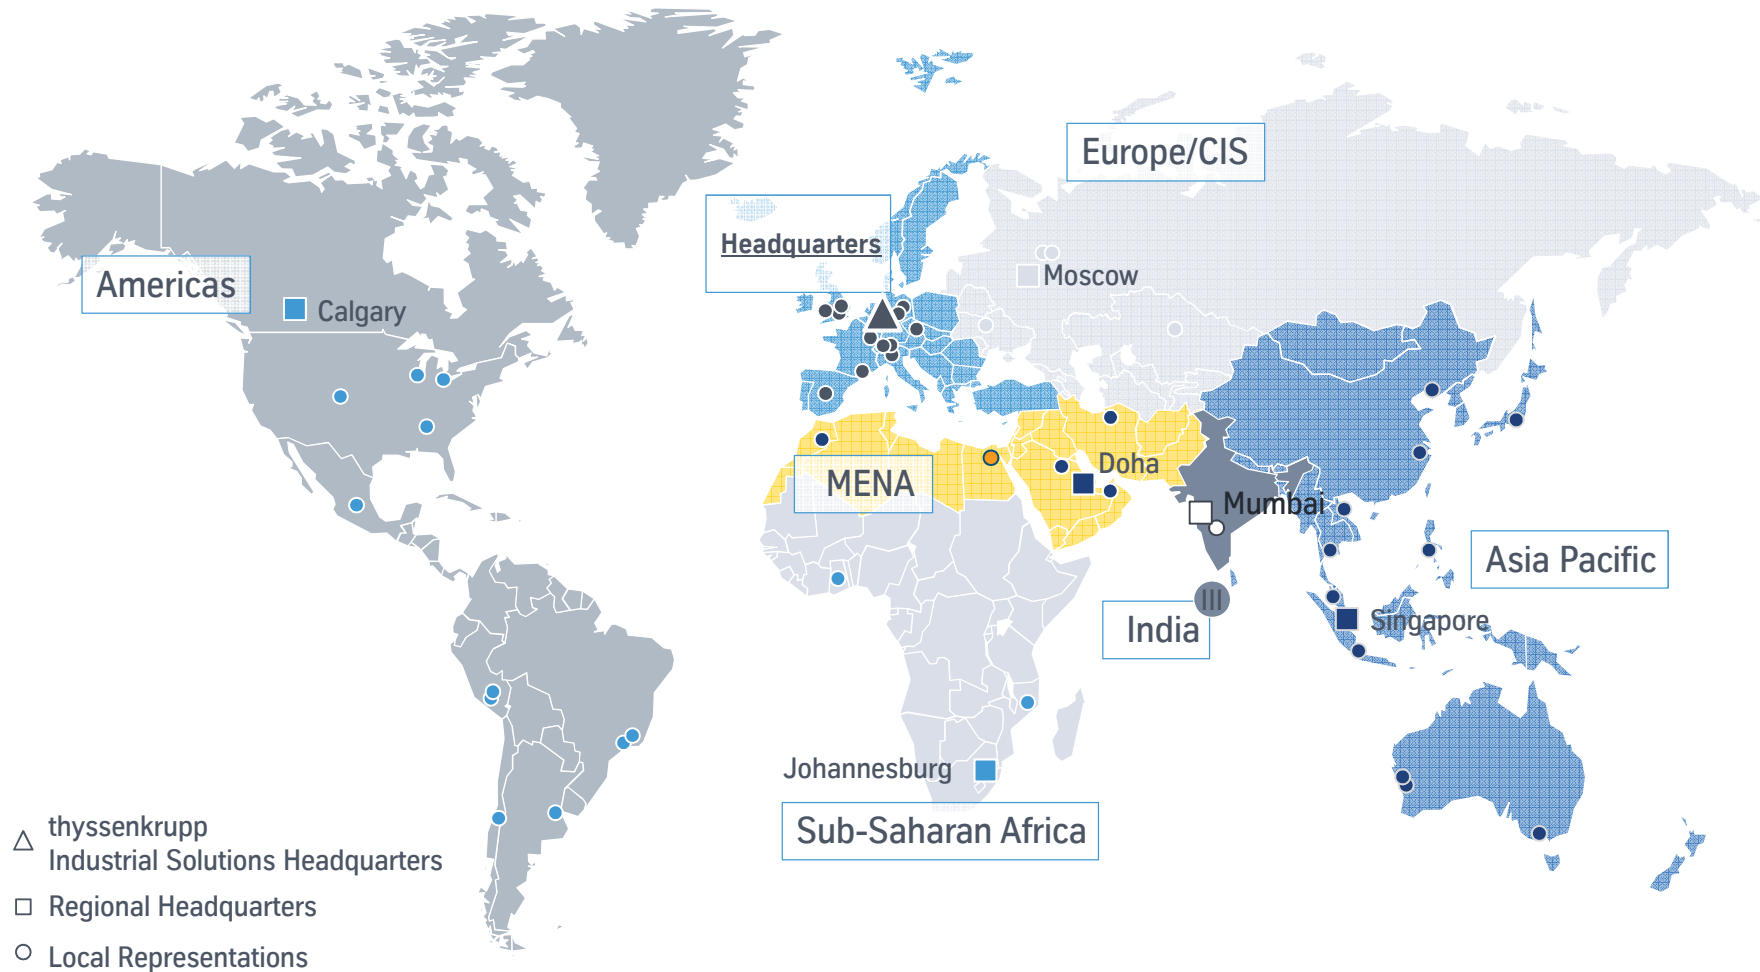 Europe/CIS
Headquarters
Americas
Moscow
Calgary
Doha
MENA
Mumbai
Asia Pacific
III
India
Singapore
Johannesburg
Sub-Saharan Africa
thyssenkrupp
Industrial Solutions Headquarters
Regional Headquarters
Local Representations